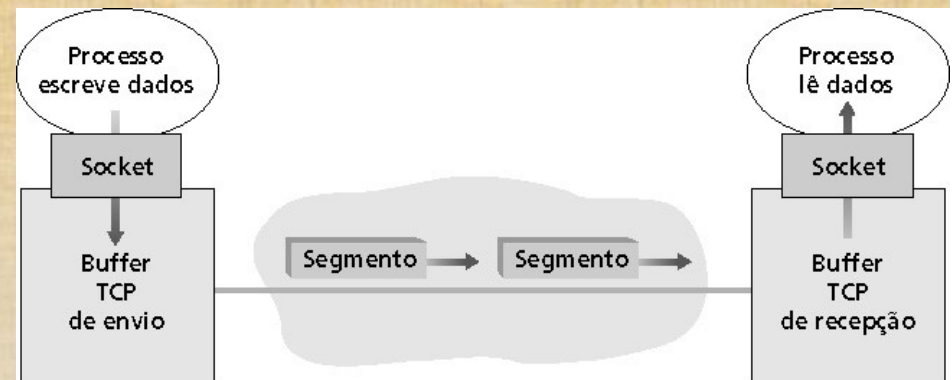 Processo
escreve dados
Socket
Buffer
TCP
de envio
Segmento
Segmento
Processo
lê dados
Socket
Buffer
TCP
de recepção